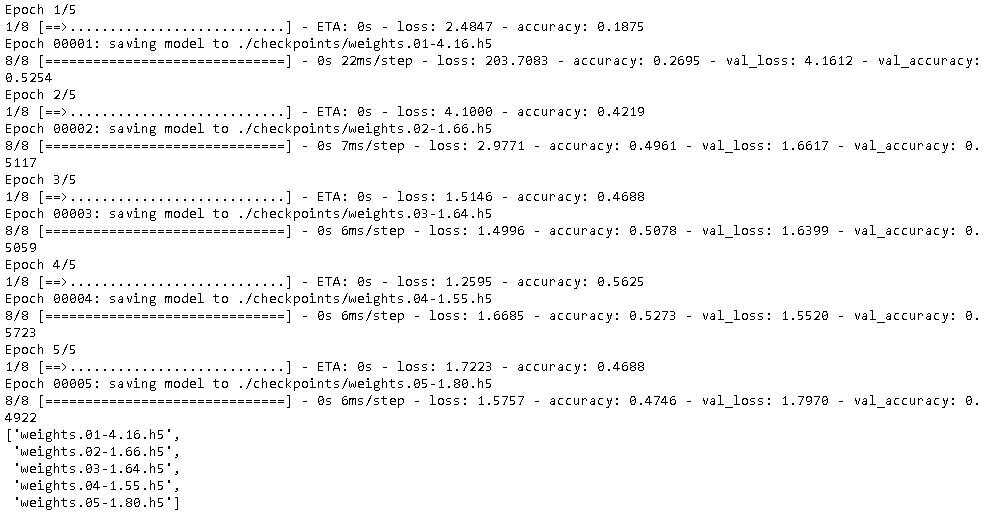 Epoch 1/5
1/8 [==>...........................] - ETA: 0s - loss: 2.4847 - accuracy: 0.1875
Epoch 00001: saving model to ./checkpoints/weights.01-4.16.h5
8/8 [==============================] - 0s 22ms/step - loss: 203.7083 - accuracy: 0.2695 - val_loss: 4.1612 - val_accuracy:
0.5254
Epoch 2/5
1/8 [==>...........................] - ETA: 0s - loss: 4.1000 - accuracy: 0.4219
Epoch 00002: saving model to ./checkpoints/weights.02-1.66.h5
8/8 [==============================] - 0s 7ms/step - loss: 2.9771 - accuracy: 0.4961 - val_loss: 1.6617 - val_accuracy: 0.
5117
Epoch 3/5
1/8 [==>...........................] - ETA: 0s - loss: 1.5146 - accuracy: 0.4688
Epoch 00003: saving model to ./checkpoints/weights.03-1.64.h5
8/8 [==============================] - 0s 6ms/step - loss: 1.4996 - accuracy: 0.5078 - val_loss: 1.6399 - val_accuracy: 0.
5059
Epoch 4/5
1/8 [==>...........................] - ETA: 0s - loss: 1.2595 - accuracy: 0.5625
Epoch 00004: saving model to ./checkpoints/weights.04-1.55.h5
8/8 [==============================] - 0s 6ms/step - loss: 1.6685 - accuracy: 0.5273 - val_loss: 1.5520 - val_accuracy: 0.
5723
Epoch 5/5
1/8 [==>...........................] - ETA: 0s - loss: 1.7223 - accuracy: 0.4688
Epoch 00005: saving model to ./checkpoints/weights.05-1.80.h5
8/8 [==============================] - 0s 6ms/step - loss: 1.5757 - accuracy: 0.4746 - val_loss: 1.7970 - val_accuracy: 0.
4922
['weights.01-4.16.h5',
 'weights.02-1.66.h5',
 'weights.03-1.64.h5',
 'weights.04-1.55.h5',
 'weights.05-1.80.h5']